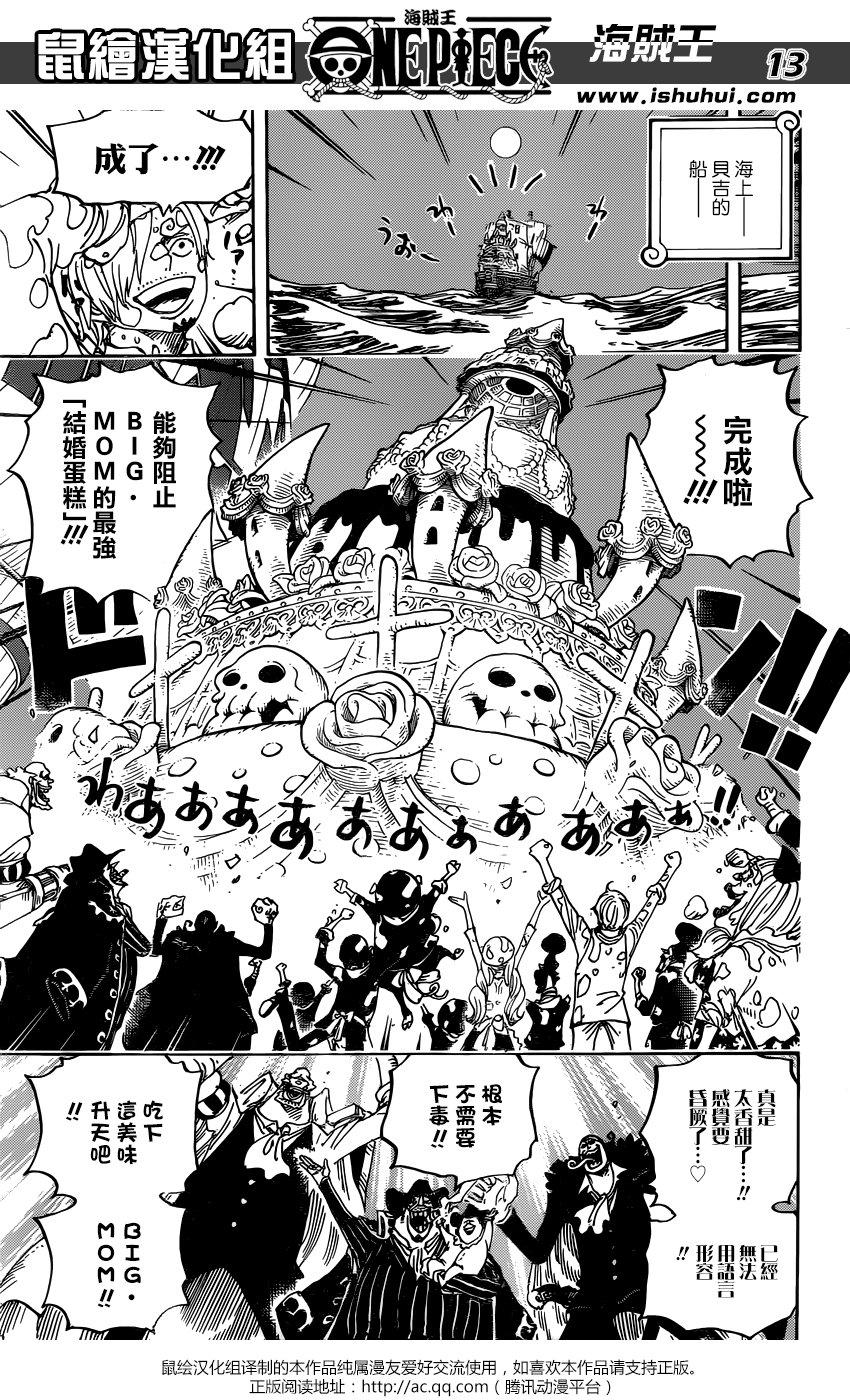 鼠繪漢化組
海賊王
ONE PIECE
海賊王
13
www.ishuhui.com
海上——
貝吉的
船——
わー
うおー
わー
成了…!!!
!?
完成啦
～～!!!
能夠阻止
BIG・
MOM的最強
「結婚蛋糕」!!!
ドン!!
わあああああああああ!!
真是
太香甜了…!!
感覺要
昏厥了…♡
已經
無法
用語言
形容
!!
根本
不需要
下毒!!
吃下
這美味
升天吧
!!
BIG・
MOM!!
鼠绘汉化组译制的本作品纯属漫友爱好交流使用，如喜欢本作品请支持正版。
正版阅读地址：http://ac.qq.com（腾讯动漫平台）